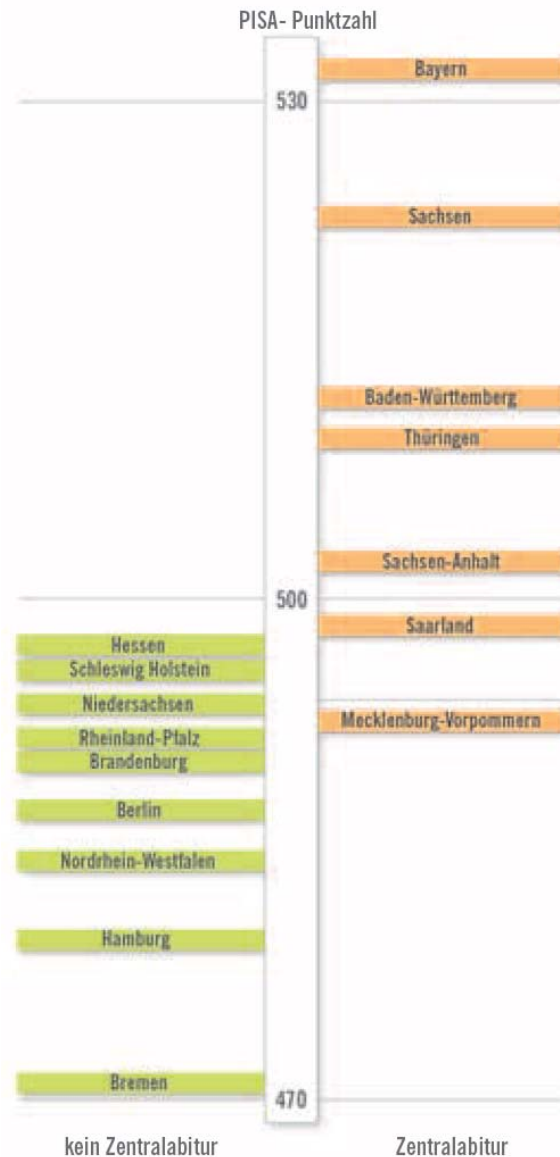 PISA- Punktzahl
Bayern
530
Sachsen
Baden-Württemberg
Thüringen
Sachsen-Anhalt
500
Saarland
Hessen
Schleswig Holstein
Niedersachsen
Mecklenburg-Vorpommern
Rheinland-Pfalz
Brandenburg
Berlin
Nordrhein-Westfalen
Hamburg
Bremen
470
kein Zentralabitur
Zentralabitur